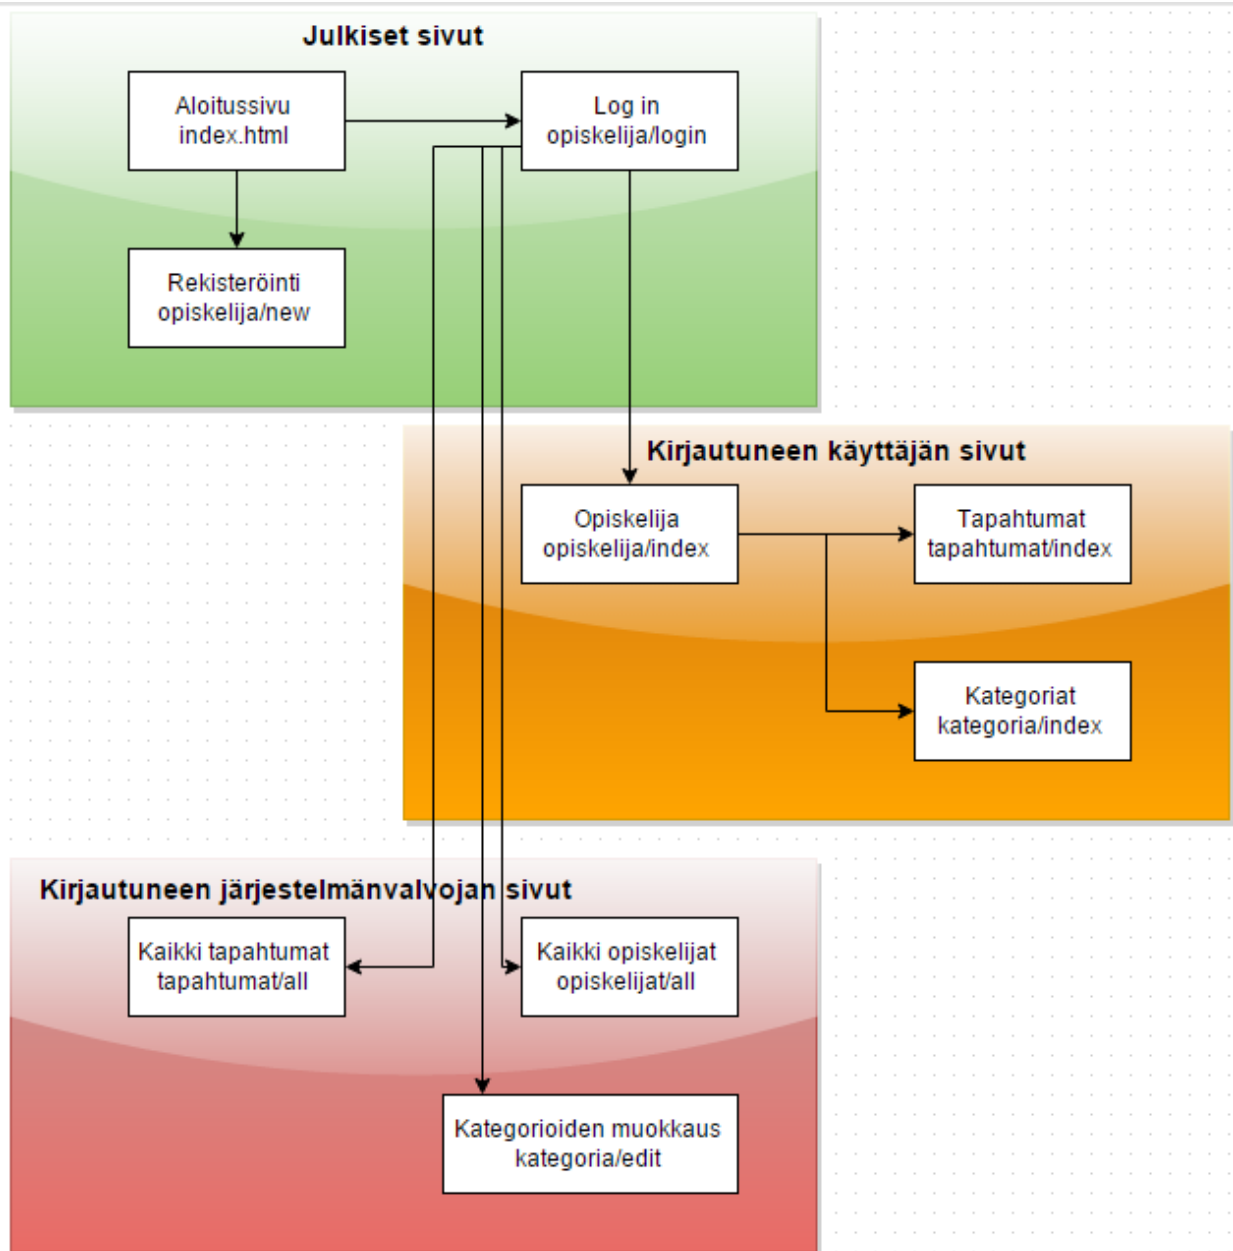 Julkiset sivut
Aloitussivu
index.html
Log in
opiskelija/login
Rekisteröinti
opiskelija/new
Kirjautuneen käyttäjän sivut
Opiskelija
opiskelija/index
Tapahtumat
tapahtumat/index
Kategoriat
kategoria/index
Kirjautuneen järjestelmänvalvojan sivut
Kaikki tapahtumat
tapahtumat/all
Kaikki opiskelijat
opiskelijat/all
Kategorioiden muokkaus
kategoria/edit